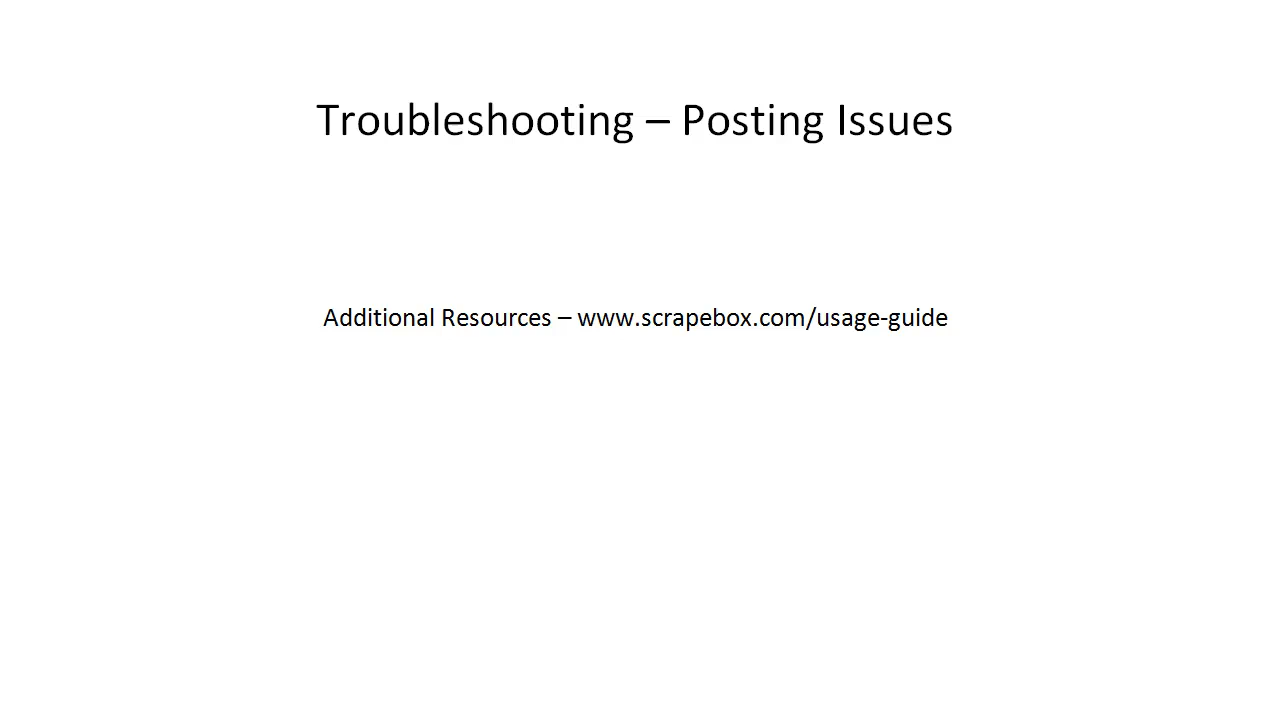 Troubleshooting – Posting Issues
Additional Resources – www.scrapebox.com/usage-guide